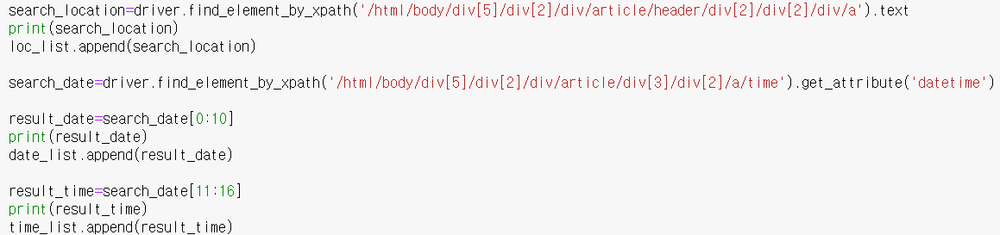 search_location=driver.find_element_by_xpath('/html/body/div[5]/div[2]/div/article/header/div[2]/div[2]/div/a').text
print(search_location)
loc_list.append(search_location)
search_date=driver.find_element_by_xpath('/html/body/div[5]/div[2]/div/article/div[3]/div[2]/a/time').get_attribute('datetime')
result_date=search_date[0:10]
print(result_date)
date_list.append(result_date)
result_time=search_date[11:16]
print(result_time)
time_list.append(result_time)